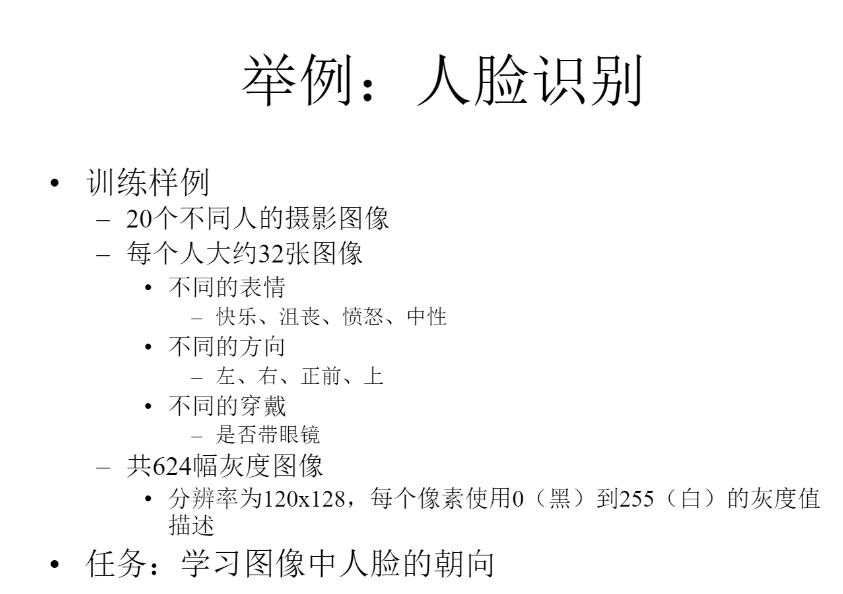 举例：人脸识别
• 训练样例
– 20个不同人的摄影图像
– 每个人大约32张图像
• 不同的表情
– 快乐、沮丧、愤怒、中性
• 不同的方向
– 左、右、正前、上
• 不同的穿戴
– 是否带眼镜
– 共624幅灰度图像
• 分辨率为120x128，每个像素使用0（黑）到255（白）的灰度值
描述
• 任务：学习图像中人脸的朝向